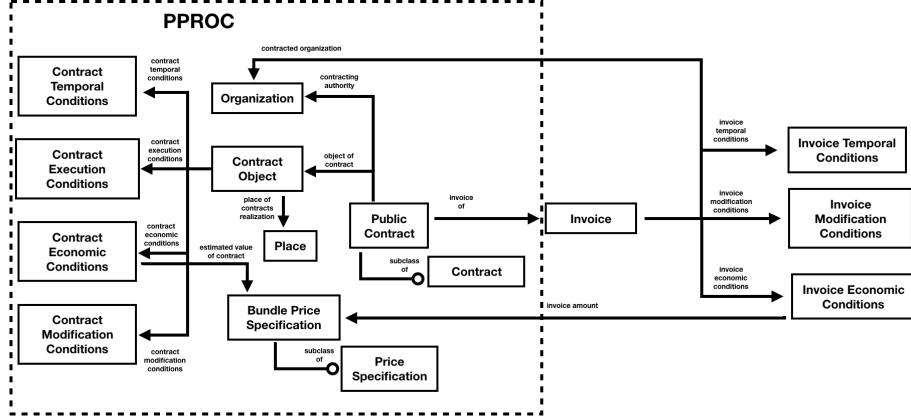 PPROC
contracted organization
contract
temporal
conditions
Contract
Temporal
Conditions
Organization
contracting
authority
contract
execution
conditions
Contract
Execution
Conditions
Contract
Object
object of
contract
invoice
temporal
conditions
Invoice Temporal
Conditions
place of
contracts
realization
Place
Public
Contract
invoice
of
Invoice
invoice
modification
conditions
Invoice
Modification
Conditions
contract
economic
conditions
Contract
Economic
Conditions
estimated value
of contract
subclass
of
Contract
invoice
economic
conditions
Invoice Economic
Conditions
Bundle Price
Specification
invoice amount
Contract
Modification
Conditions
contract
modification
conditions
subclass
of
Price
Specification